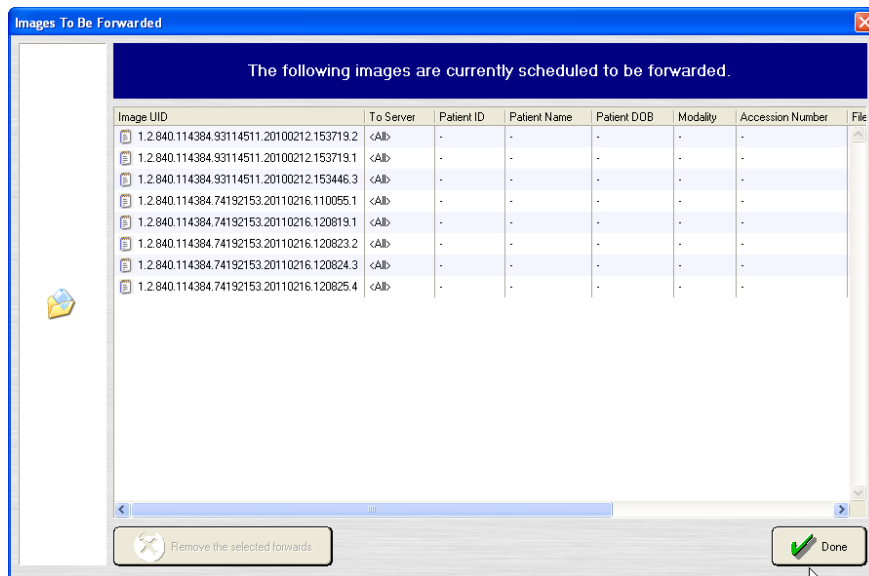 Images To Be Forwarded
The following images are currently scheduled to be forwarded.
Image UID To Server Patient ID Patient Name Patient DOB Modality Accession Number File
1.2.840.114384.93114511.20100212.153719.2 <All> - - - - -
1.2.840.114384.93114511.20100212.153719.1 <All> - - - - -
1.2.840.114384.93114511.20100212.153446.3 <All> - - - - -
1.2.840.114384.74192153.20110216.110055.1 <All> - - - - -
1.2.840.114384.74192153.20110216.120819.1 <All> - - - - -
1.2.840.114384.74192153.20110216.120823.2 <All> - - - - -
1.2.840.114384.74192153.20110216.120824.3 <All> - - - - -
1.2.840.114384.74192153.20110216.120825.4 <All> - - - - -
Remove the selected forwards Done